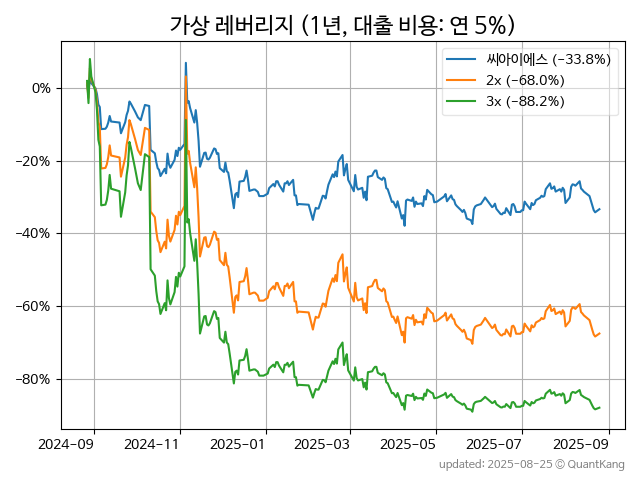 가상 레버리지 (1년, 대출 비용: 연 5%)
씨아이에스 (−33.8%)
2x (−68.0%)
3x (−88.2%)
0%
−20%
−40%
−60%
−80%
2024-09 2024-11 2025-01 2025-03 2025-05 2025-07 2025-09
updated: 2025-08-25 © QuantKang